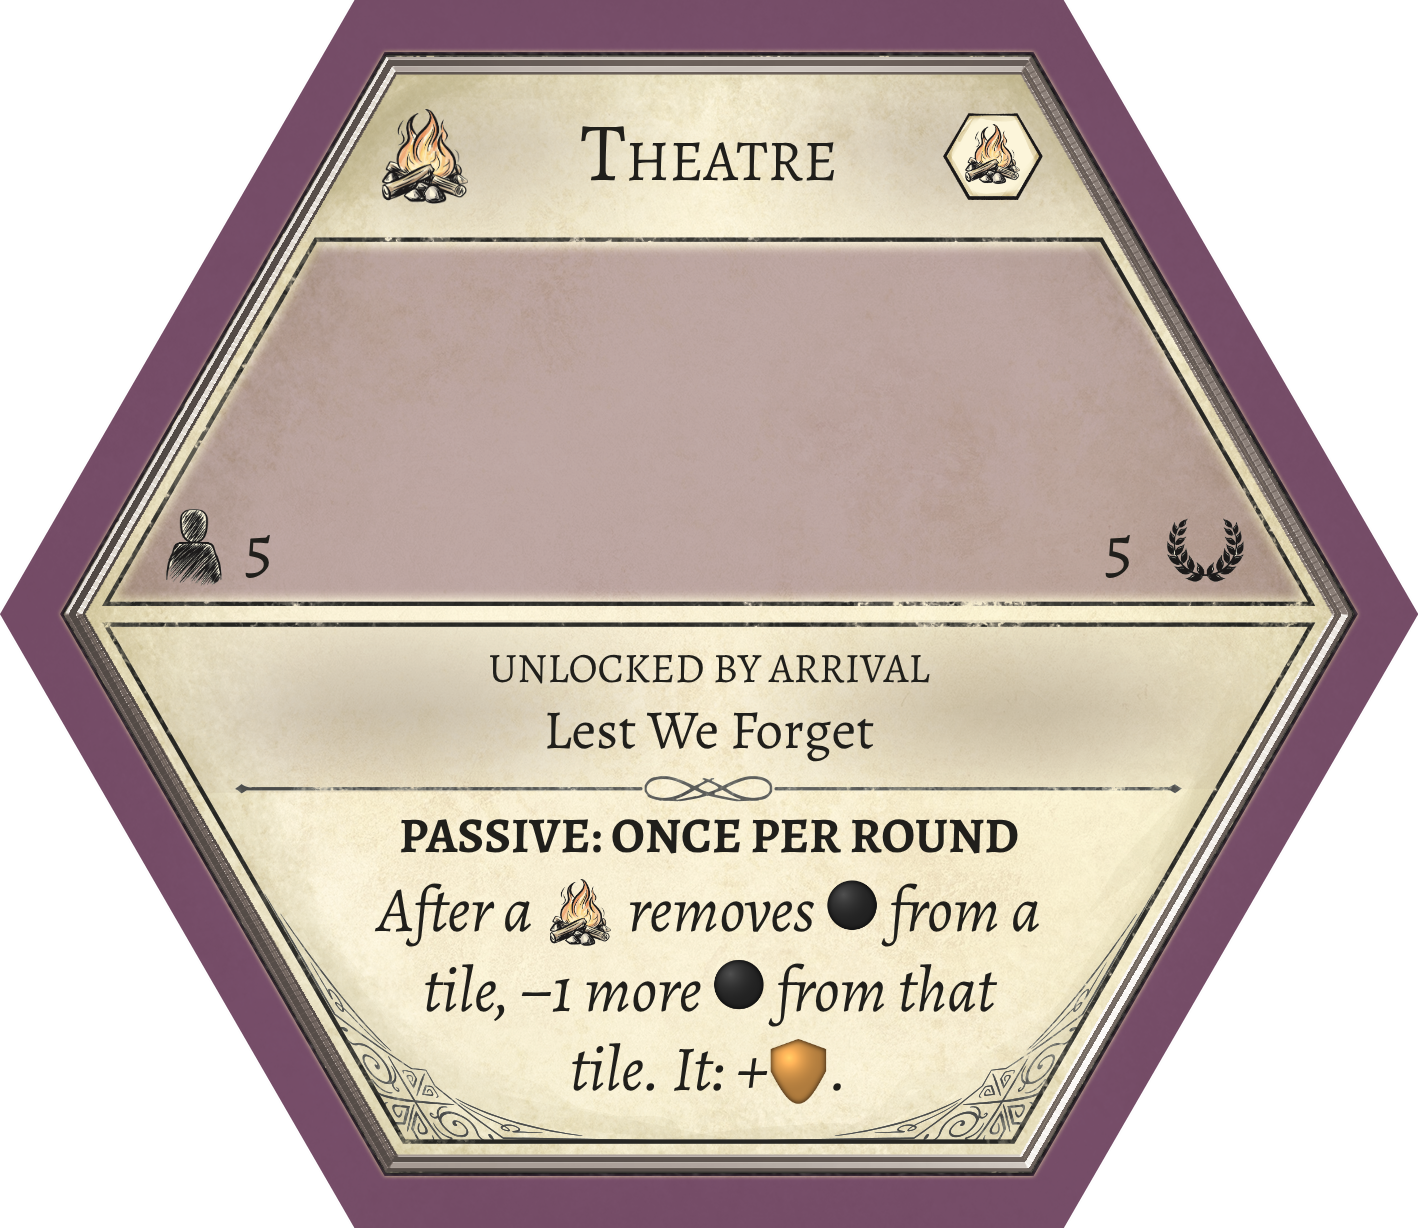 Theatre
5
5
UNLOCKED BY ARRIVAL
Lest We Forget
PASSIVE: ONCE PER ROUND
After a removes from a
tile, –1 more from that
tile. It: + .